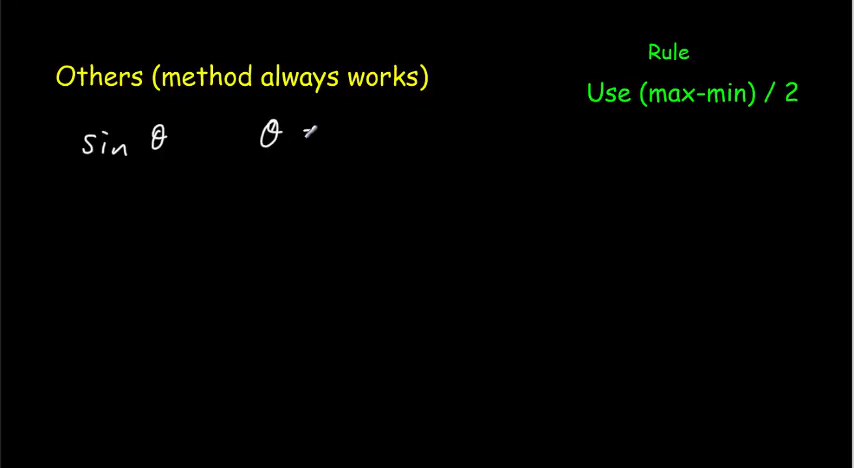 Others (method always works)
Rule
Use (max-min) / 2
sin θ θ